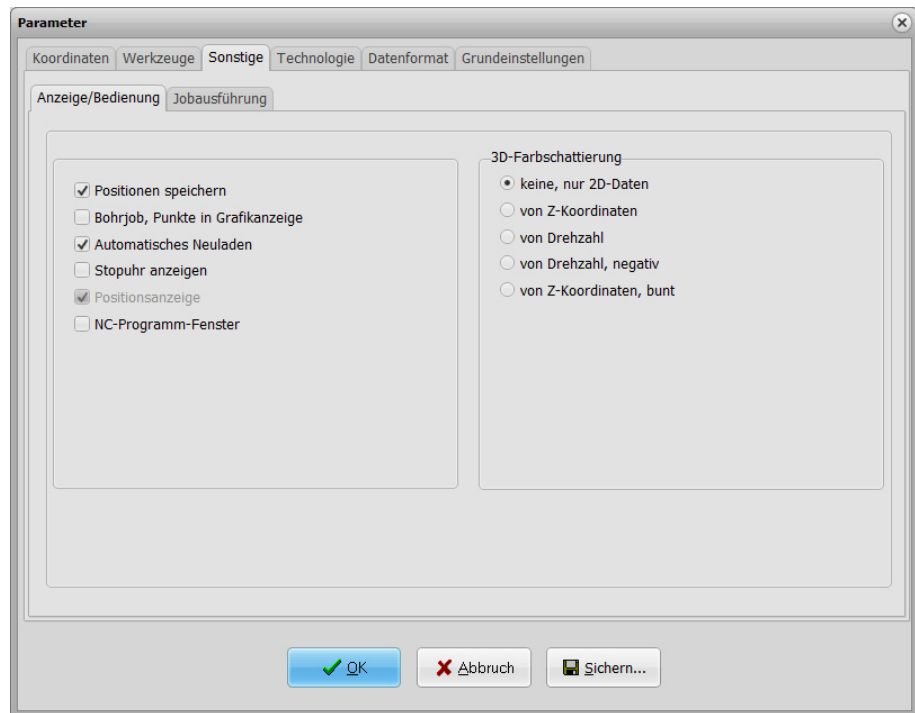 Parameter
Koordinaten Werkzeuge Sonstige Technologie Datenformat Grundeinstellungen
Anzeige/Bedienung Jobausführung
Positionen speichern
Bohrjob, Punkte in Grafikanzeige
Automatisches Neuladen
Stopuhr anzeigen
Positionsanzeige
NC-Programm-Fenster
3D-Farbschattierung
keine, nur 2D-Daten
von Z-Koordinaten
von Drehzahl
von Drehzahl, negativ
von Z-Koordinaten, bunt
OK Abbruch Sichern...